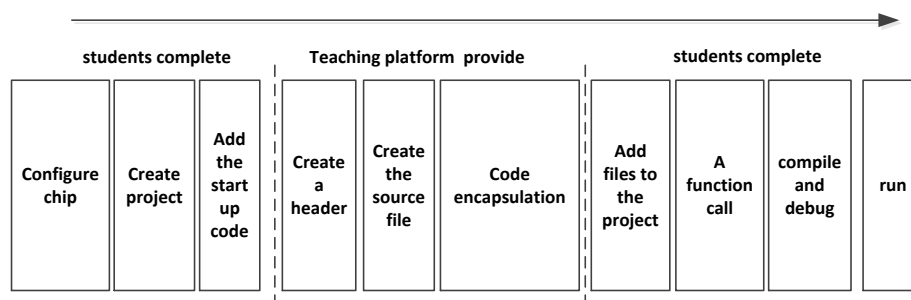 students complete
Teaching platform provide
students complete
Configure
chip
Create
project
Add
the
start
up
code
Create
a
header
Create
the
source
file
Code
encapsulation
Add
files to
the
project
A
function
call
compile
and
debug
run